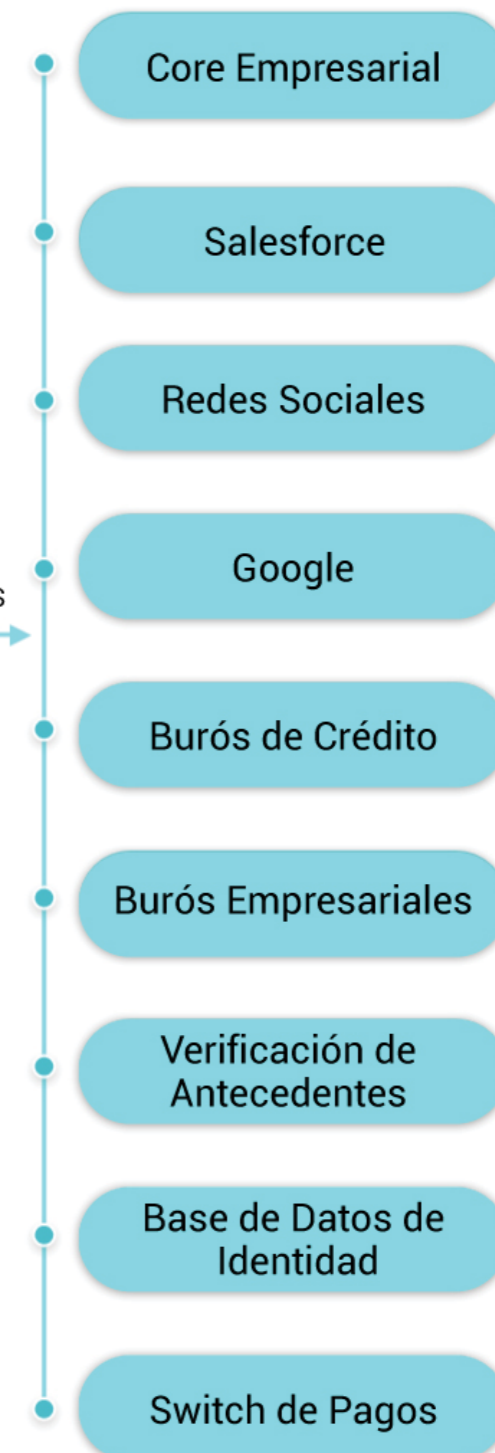 Core Empresarial
Salesforce
Redes Sociales
Google
Burós de Crédito
Burós Empresariales
Verificación de
Antecedentes
Base de Datos de
Identidad
Switch de Pagos